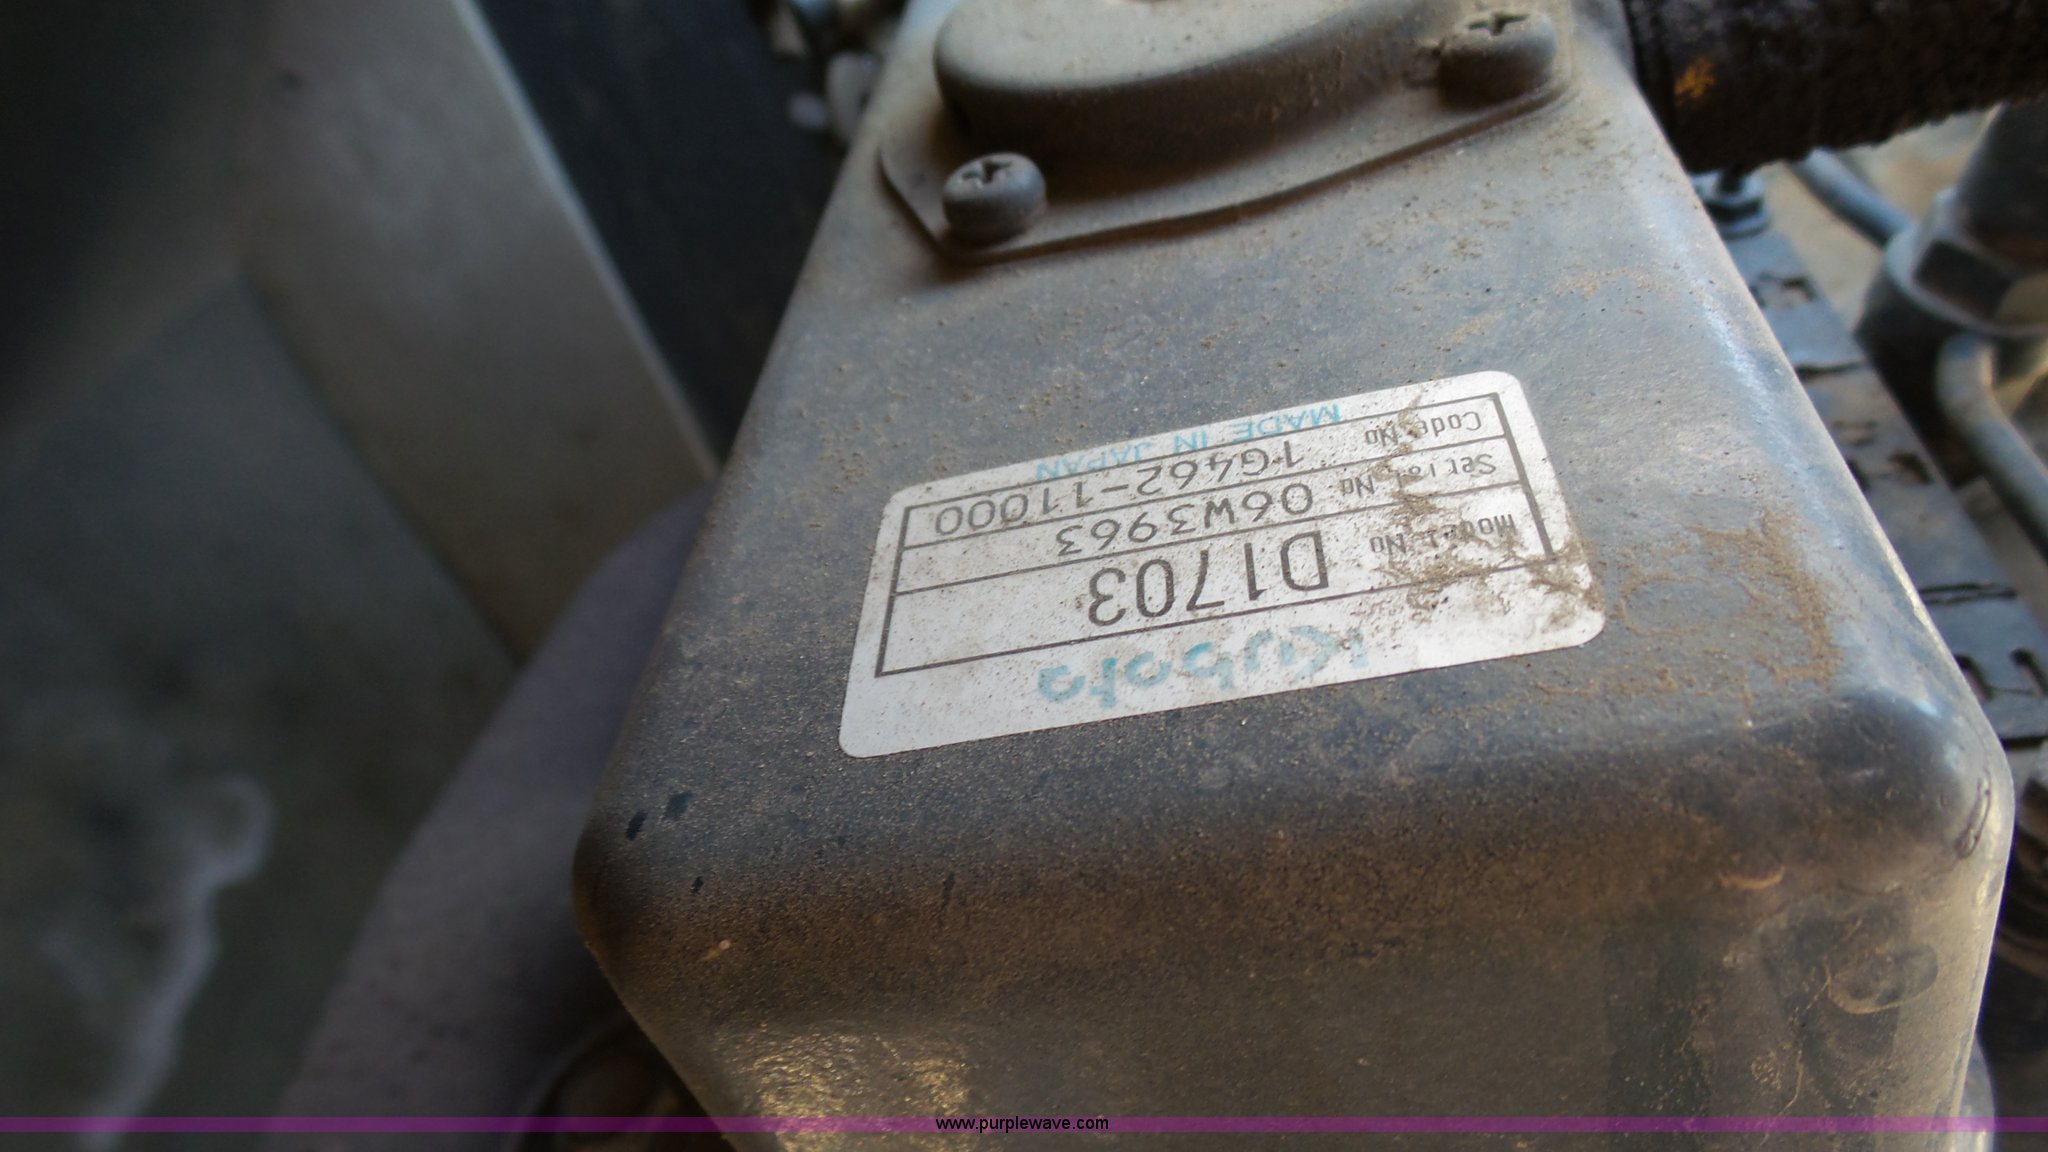 Kubota
Model No D1703
Serial No 06W3963
Code No 1G462-11000
MADE IN JAPAN
www.purplewave.com